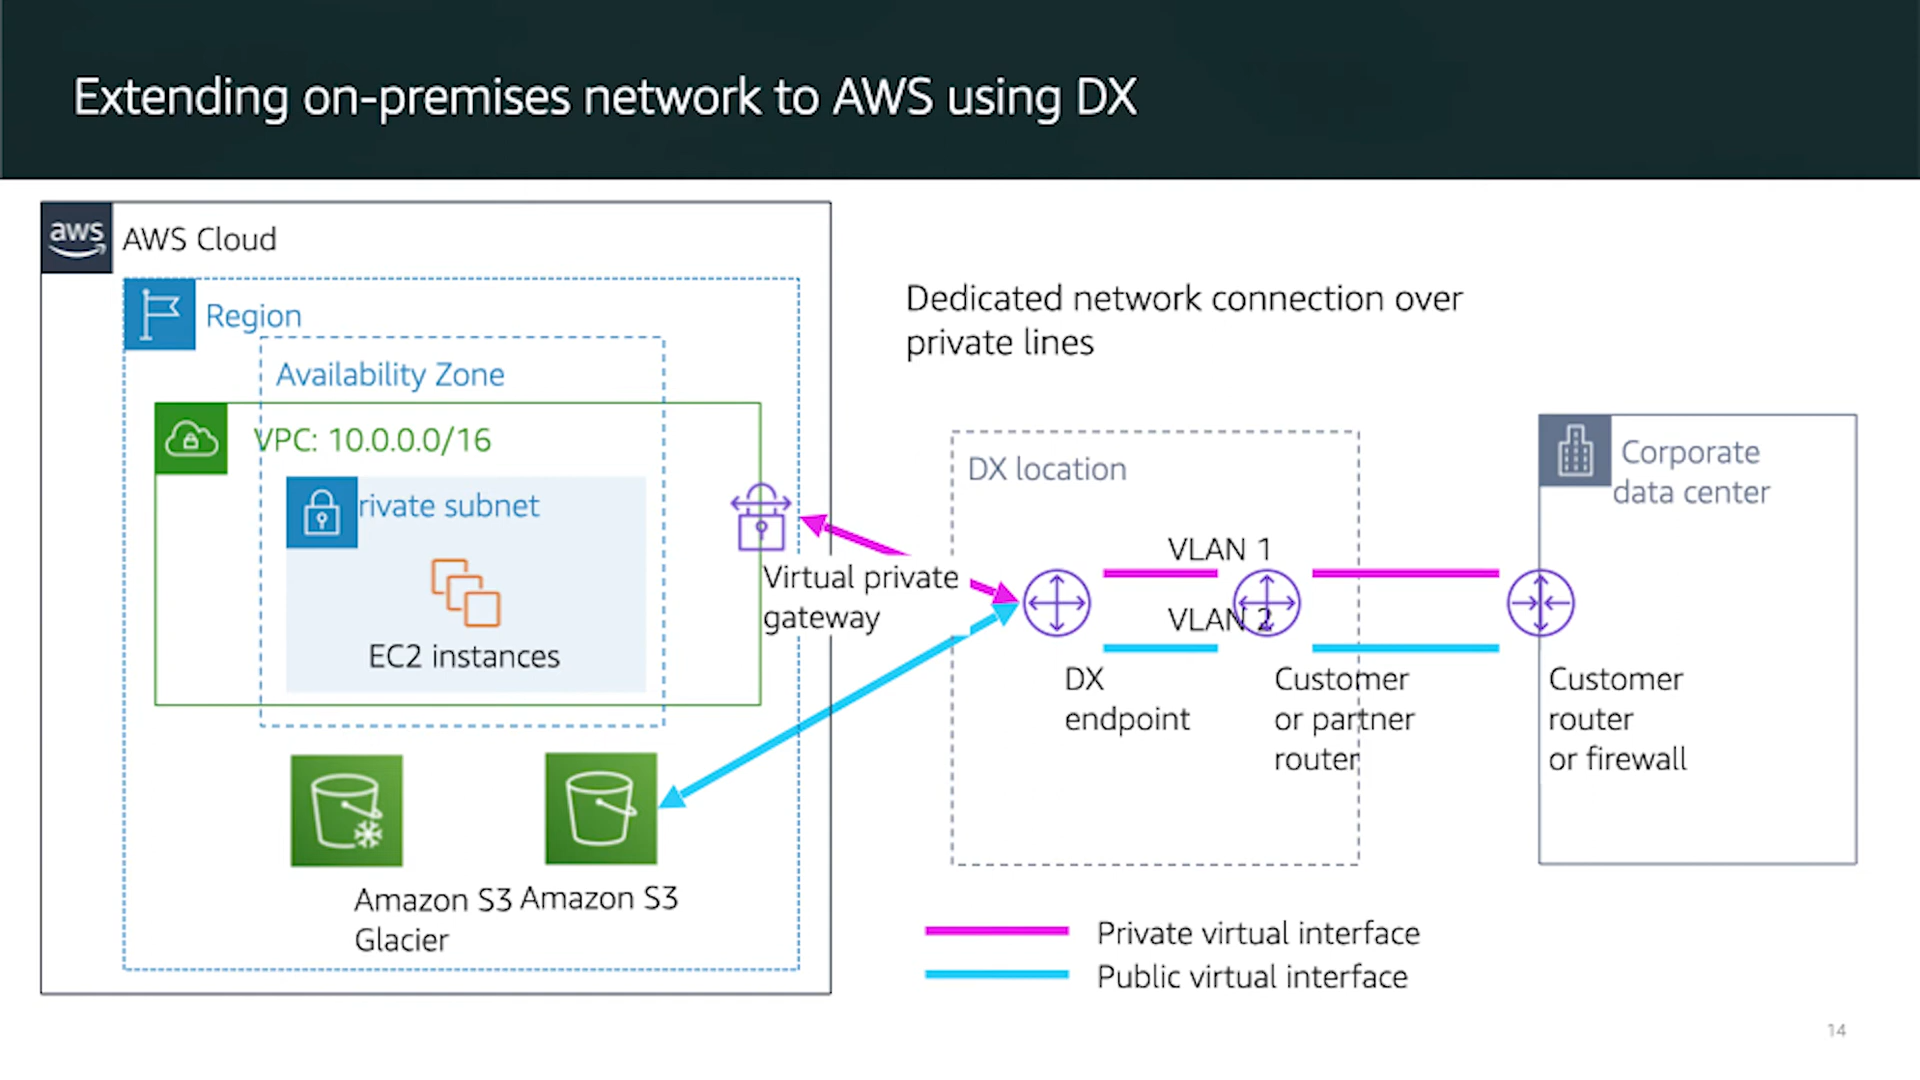 Extending on-premises network to AWS using DX
aws
AWS Cloud
Region
Availability Zone
VPC: 10.0.0.0/16
rivate subnet
EC2 instances
Virtual private
gateway
Amazon S3
Glacier
Amazon S3
Dedicated network connection over
private lines
DX location
VLAN 1
VLAN 2
DX
endpoint
Customer
or partner
router
Corporate
data center
Customer
router
or firewall
Private virtual interface
Public virtual interface
14